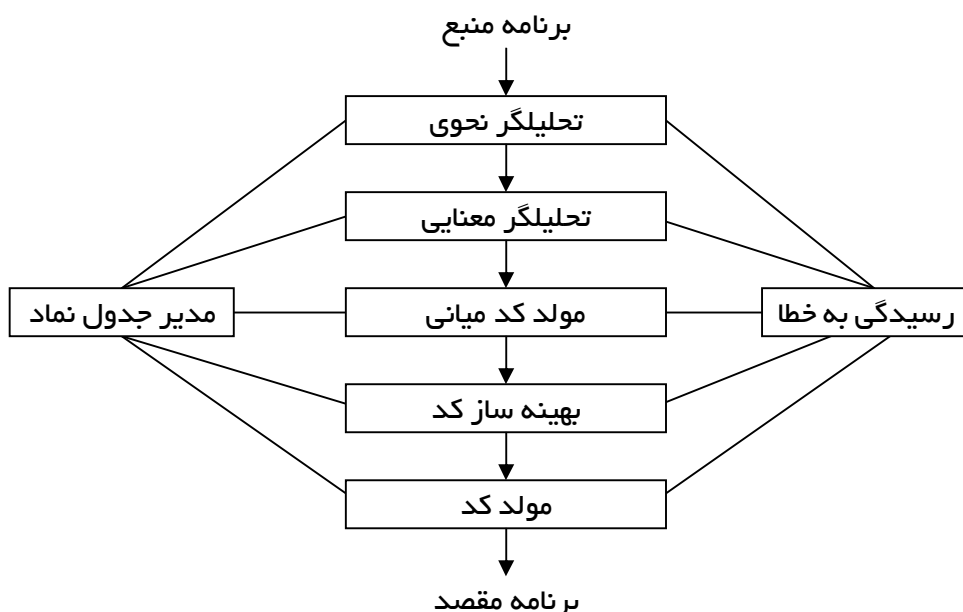 برنامه منبع
تحلیلگر نحوی
تحلیلگر معنایی
رسیدگی به خطا
مولد کد میانی
مدیر جدول نماد
بهینه ساز کد
مولد کد
برنامه مقصد